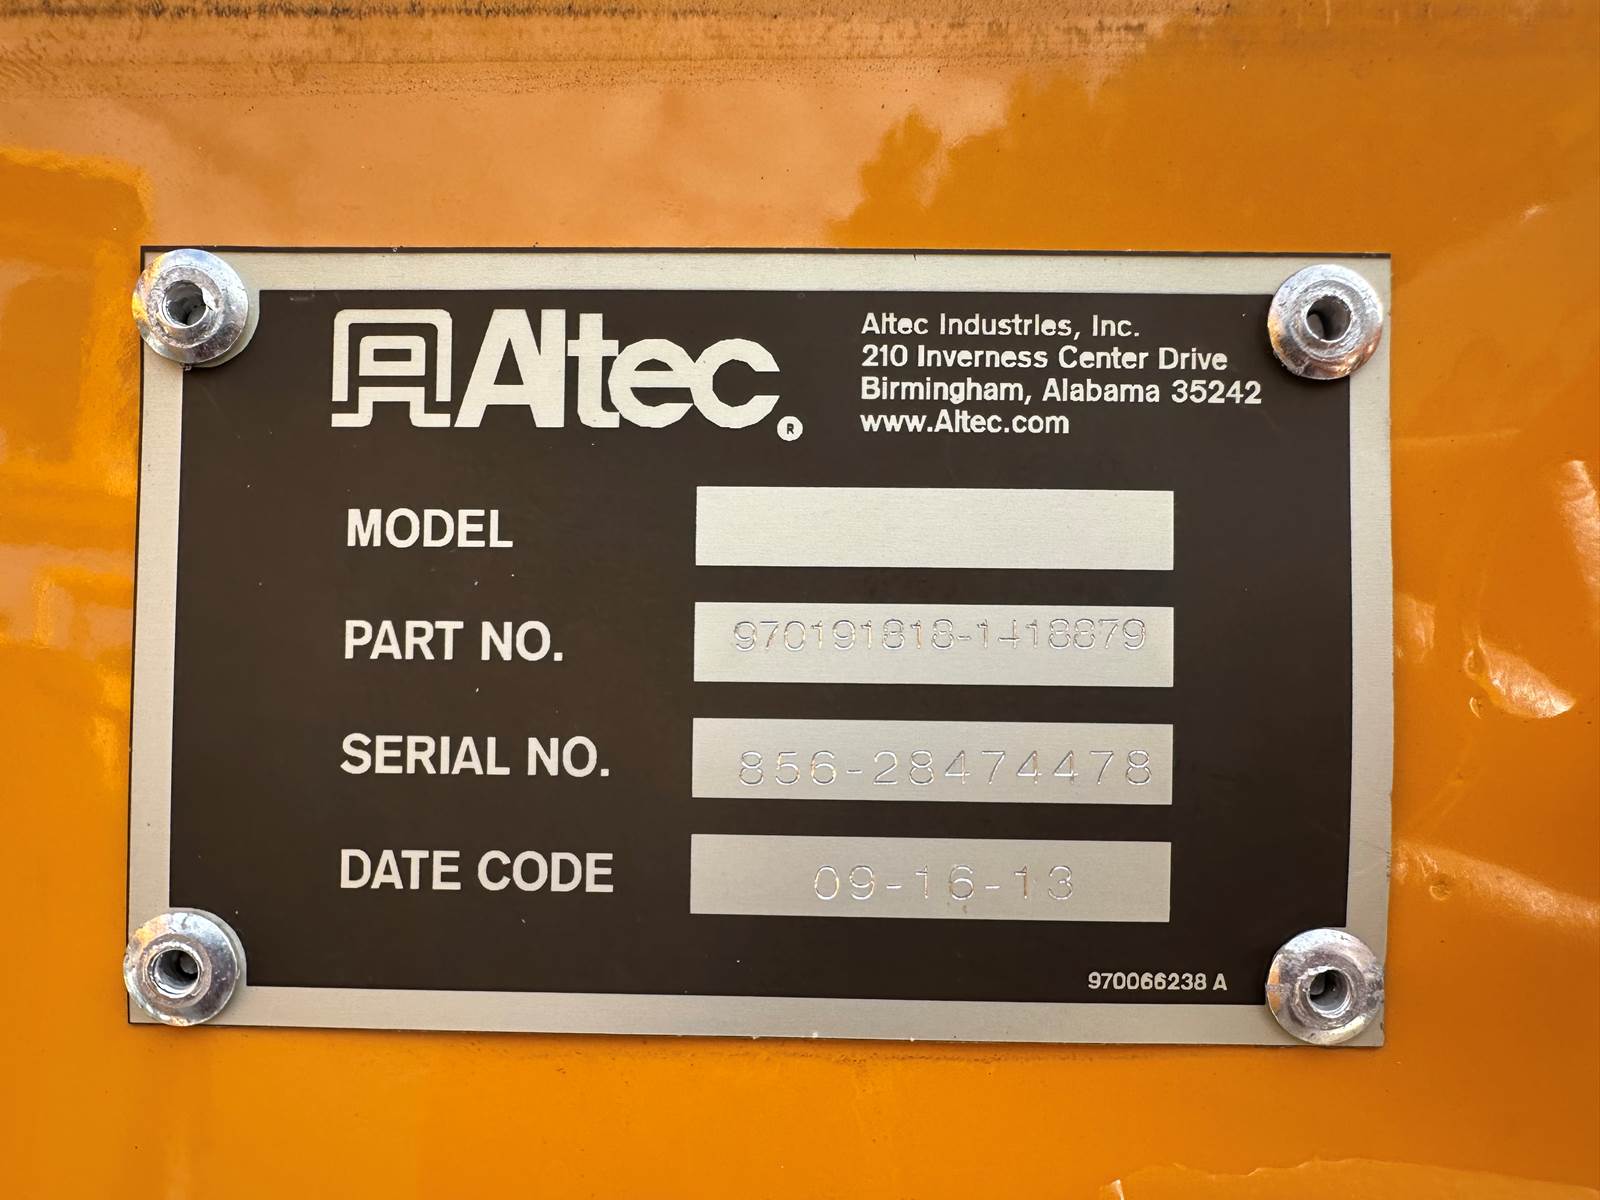 Altec®
Altec Industries, Inc.
210 Inverness Center Drive
Birmingham, Alabama 35242
www.Altec.com
MODEL
PART NO. 970191818-1418879
SERIAL NO. 856-28474478
DATE CODE 09-16-13
970066238 A